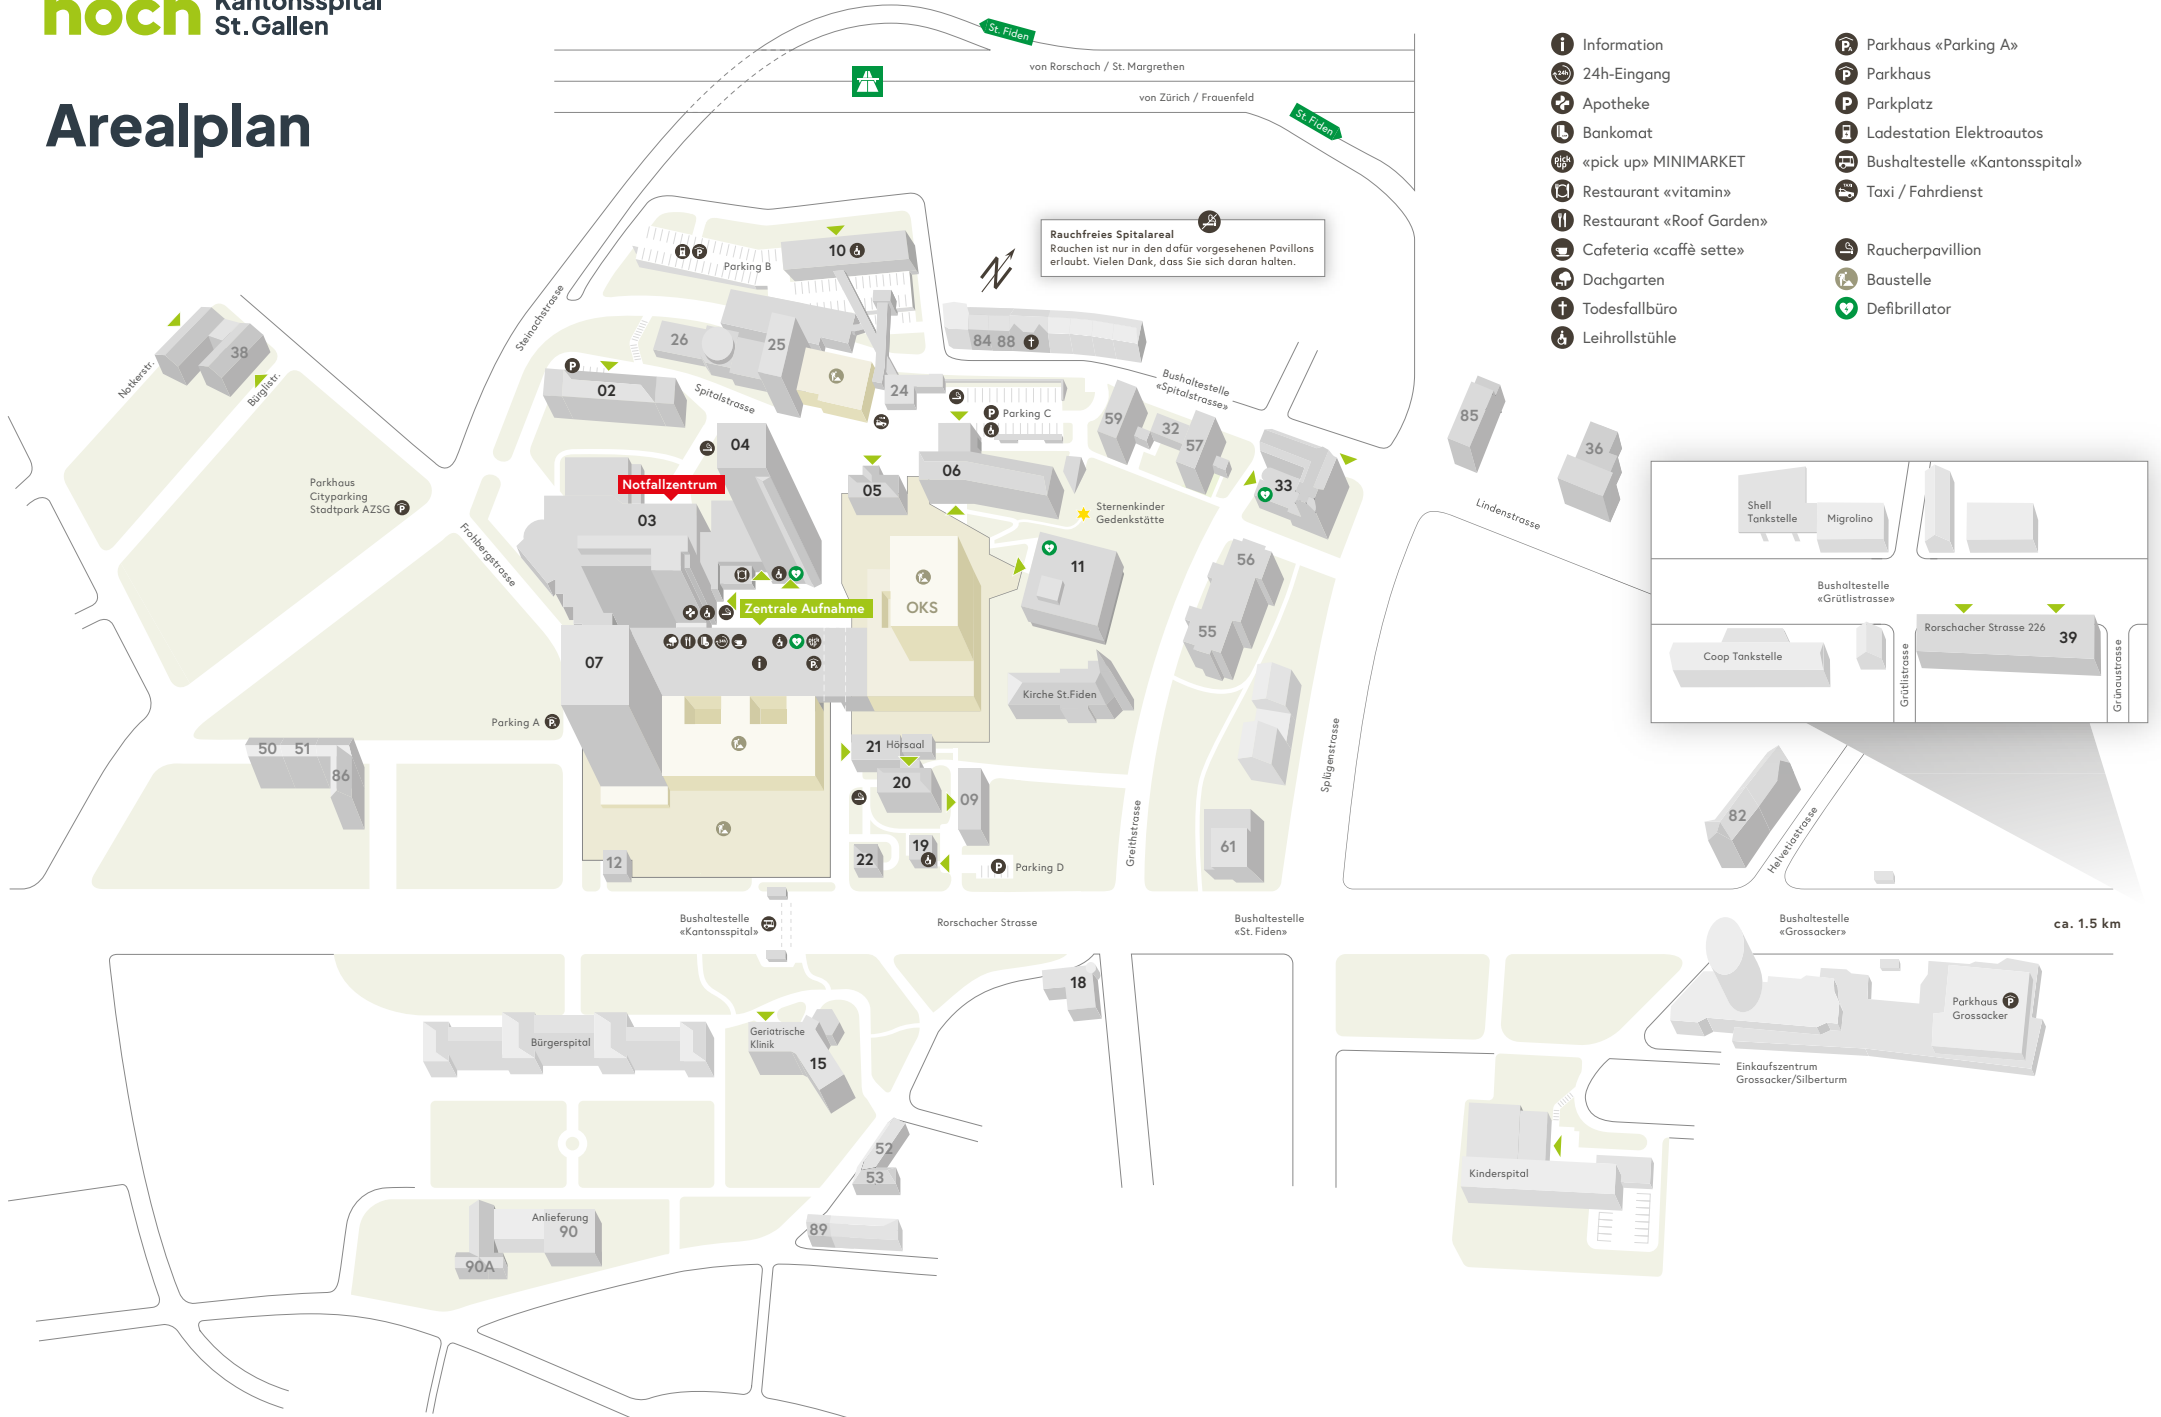 noch Kantonsspital
St.Gallen
Arealplan
St. Fiden
von Rorschach / St. Margrethen
von Zürich / Frauenfeld
St. Fiden
Information
24h-Eingang
Apotheke
Bankomat
pick up «pick up» MINIMARKET
Restaurant «vitamin»
Restaurant «Roof Garden»
Cafeteria «caffè sette»
Dachgarten
Todesfallbüro
Leihrollstühle
Parkhaus «Parking A»
Parkhaus
Parkplatz
Ladestation Elektroautos
Bushaltestelle «Kantonsspital»
Taxi / Fahrdienst
Raucherpavillion
Baustelle
Defibrillator
Rauchfreies Spitalareal
Rauchen ist nur in den dafür vorgesehenen Pavillons
erlaubt. Vielen Dank, dass Sie sich daran halten.
N
10
Parking B
Steinachstrasse
38
Notkerstr.
Bürglistr.
26
25
84 88
02
Spitalstrasse
24
Bushaltestelle
«Spitalstrasse»
Parking C
59
32
57
85
36
04
06
05
33
Notfallzentrum
03
Parkhaus
Cityparking
Stadtpark AZSG
Frohbergstrasse
Sternenkinder
Gedenkstätte
Lindenstrasse
11
56
55
OKS
Zentrale Aufnahme
07
Kirche St.Fiden
Parking A
50 51
86
21 Hörsaal
20
09
19
22
12
Parking D
Greithstrasse
Splügenstrasse
61
82
Helvetiastrasse
Shell
Tankstelle
Migrolino
Bushaltestelle
«Grütlistrasse»
Rorschacher Strasse 226
39
Coop Tankstelle
Grütlistrasse
Grünaustrasse
Bushaltestelle
«Kantonsspital»
Rorschacher Strasse
Bushaltestelle
«St. Fiden»
Bushaltestelle
«Grossacker»
ca. 1.5 km
18
Bürgerspital
Geriatrische
Klinik
15
Parkhaus
Grossacker
Einkaufszentrum
Grossacker/Silberturm
52
53
89
Kinderspital
Anlieferung
90
90A